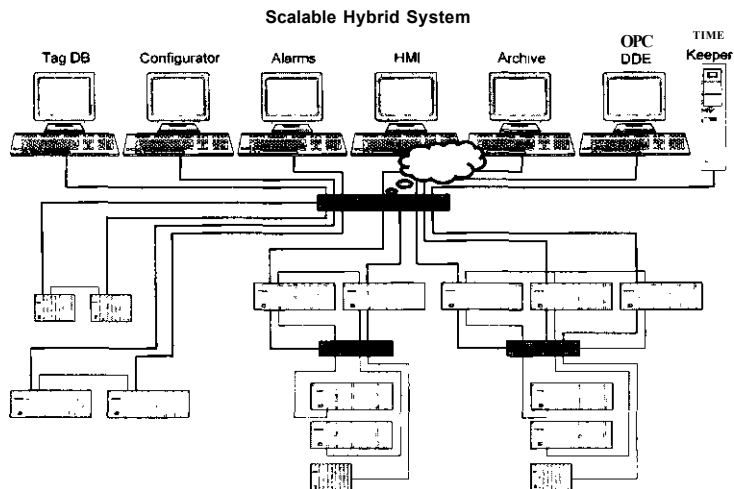 Scalable Hybrid System
Tag DB Configurator Alarms HMI Archive OPC DDE TIME Keeper